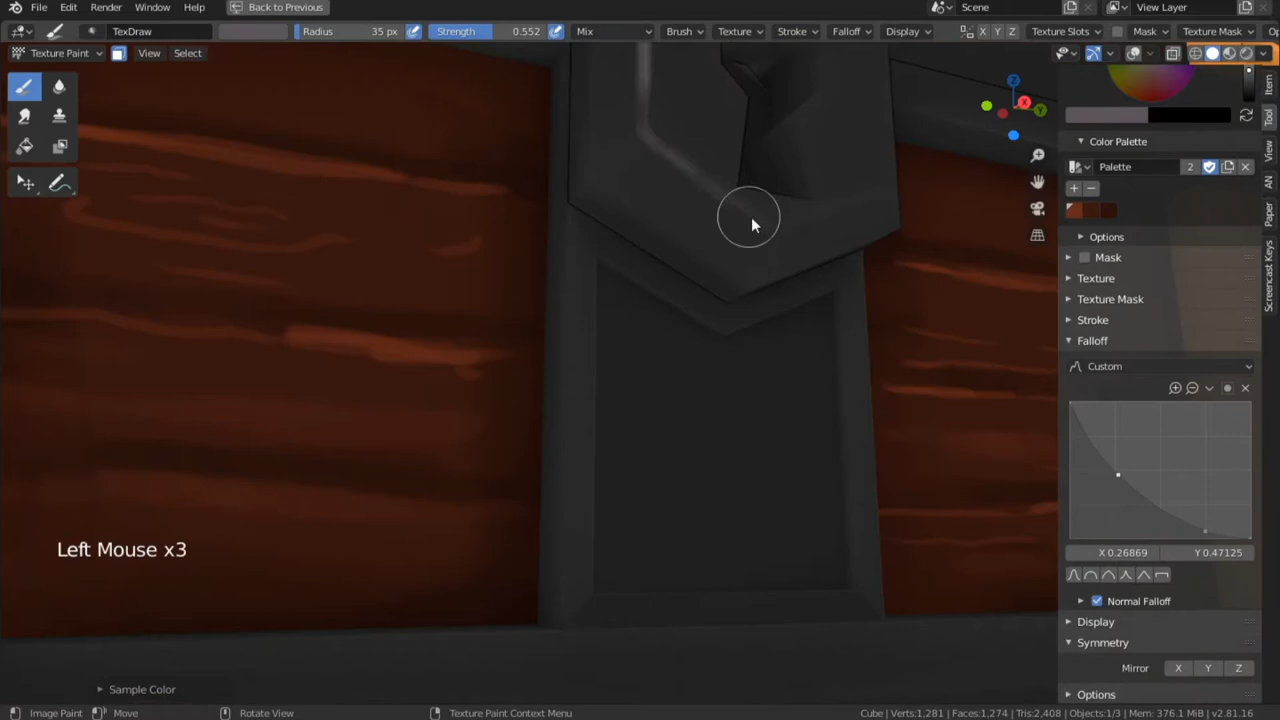 File Edit Render Window Help Back to Previous Scene View Layer
TexDraw Radius 35 px Strength 0.552 Mix Brush Texture Stroke Falloff Display X Y Z Texture Slots Mask Texture Mask
Texture Paint View Select
Item
Tool
View
AN
Paper
Screencast Keys
Color Palette
Palette 2
Options
Mask
Texture
Texture Mask
Stroke
Falloff
Custom
X 0.26869 Y 0.47125
Normal Falloff
Display
Symmetry
Mirror X Y Z
Options
Z
X
Y
Left Mouse x3
Sample Color
Image Paint Move Rotate View Texture Paint Context Menu Cube | Verts:1,281 | Faces:1,274 | Tris:2,408 | Objects:1/3 | Mem: 376.1 MiB | v2.81.16